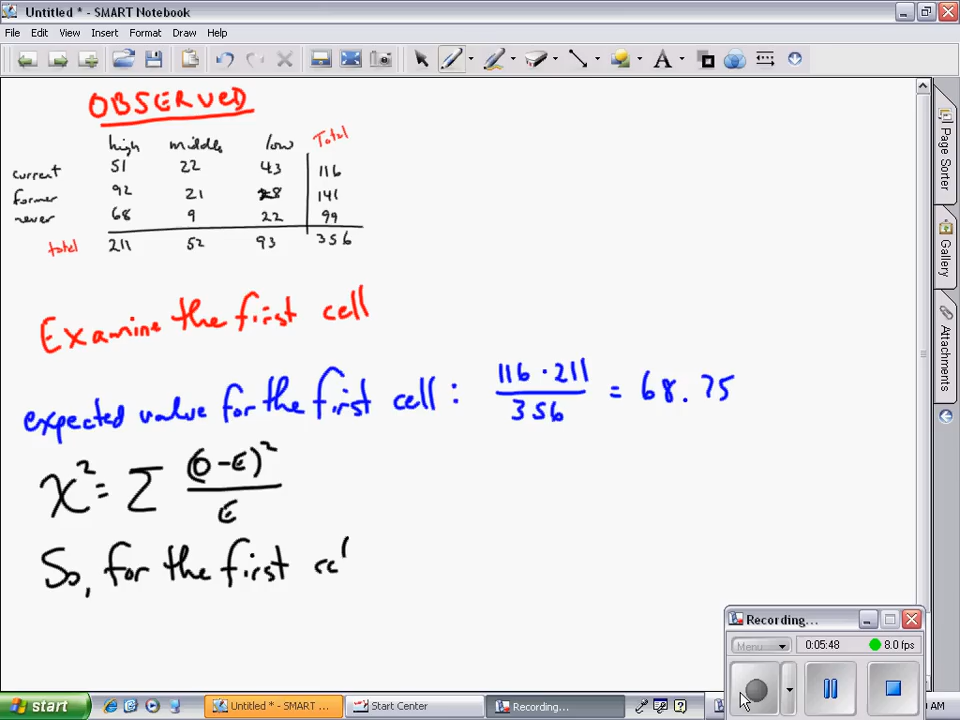 Untitled * - SMART Notebook
File Edit View Insert Format Draw Help
OBSERVED
high middle low Total
current 51 22 43 116
former 92 21 28 141
never 68 9 22 99
total 211 52 93 356
Examine the first cell
expected value for the first cell : 116 · 211 / 356 = 68.75
χ² = Σ (O-E)² / E
So, for the first cel
Page Sorter
Gallery
Attachments
Recording...
Menu 0:05:48 8.0 fps
start Untitled * - SMART ... Start Center Recording... 0 AM